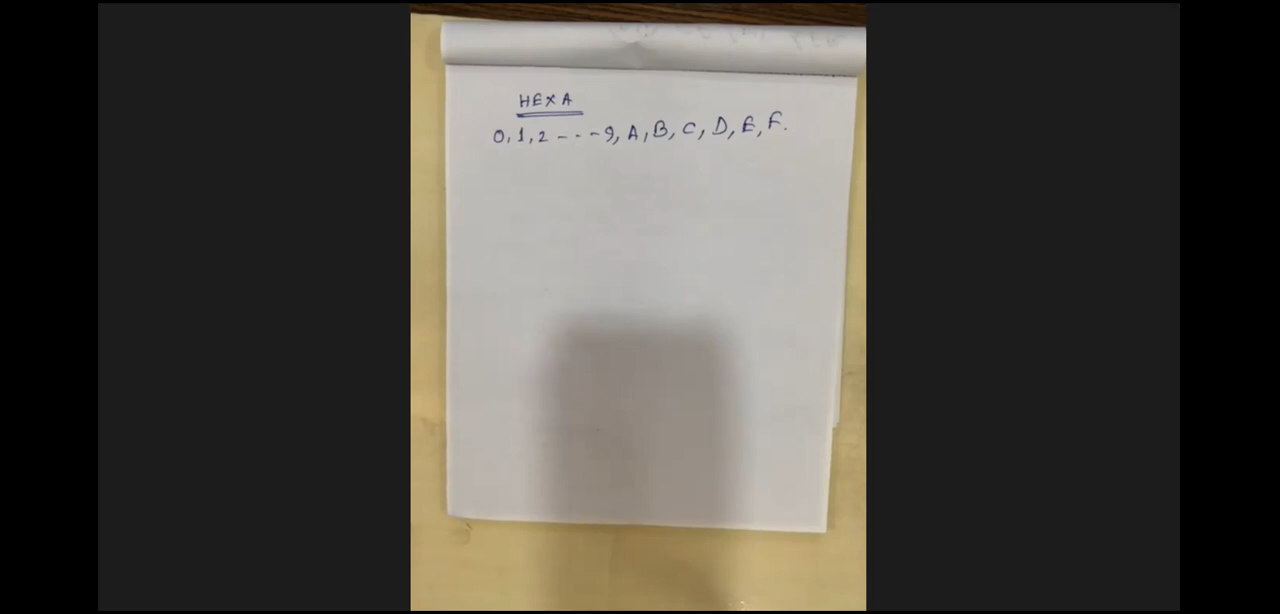 HEXA
0, 1, 2 - - - 9, A, B, C, D, E, F.